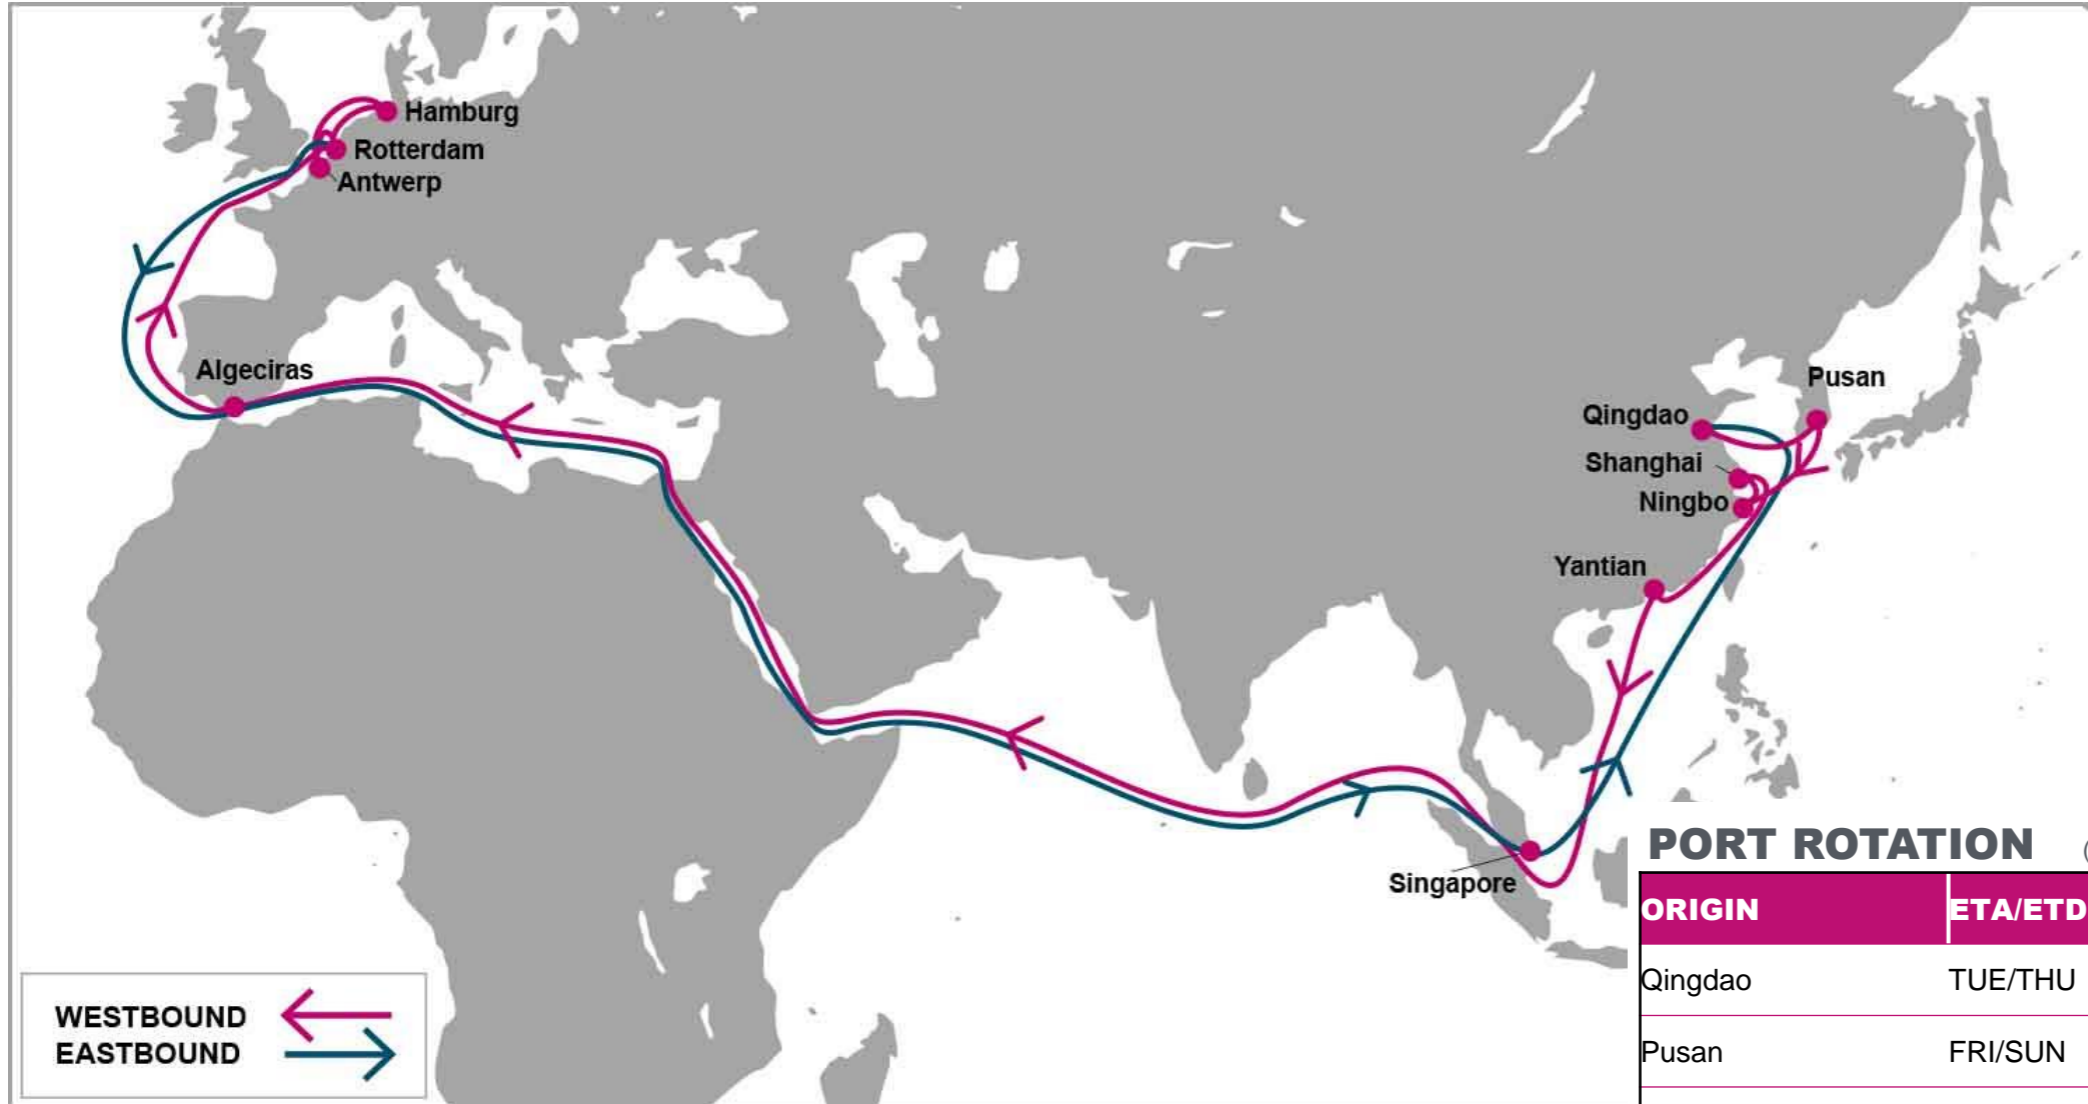 Hamburg
Rotterdam
Antwerp
Algeciras
Pusan
Qingdao
Shanghai
Ningbo
Yantian
Singapore
WESTBOUND
EASTBOUND
PORT ROTATION (
ORIGIN ETA/ETD
Qingdao TUE/THU
Pusan FRI/SUN